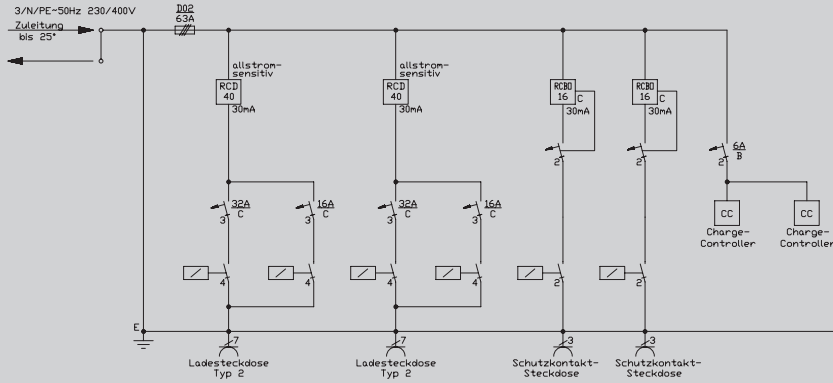 3/N/PE~50Hz 230/400V
Zuleitung
bis 25°
D02
63A
allstrom-
sensitiv
RCD
40
30mA
allstrom-
sensitiv
RCD
40
30mA
RCBO
16
C
30mA
RCBO
16
C
30mA
2
2
6A
B
2
32A
C
3
16A
C
3
32A
C
3
16A
C
3
CC
Charge-
Controller
CC
Charge-
Controller
4
4
4
4
2
2
E
7
Ladesteckdose
Typ 2
7
Ladesteckdose
Typ 2
3
Schutzkontakt-
Steckdose
3
Schutzkontakt-
Steckdose